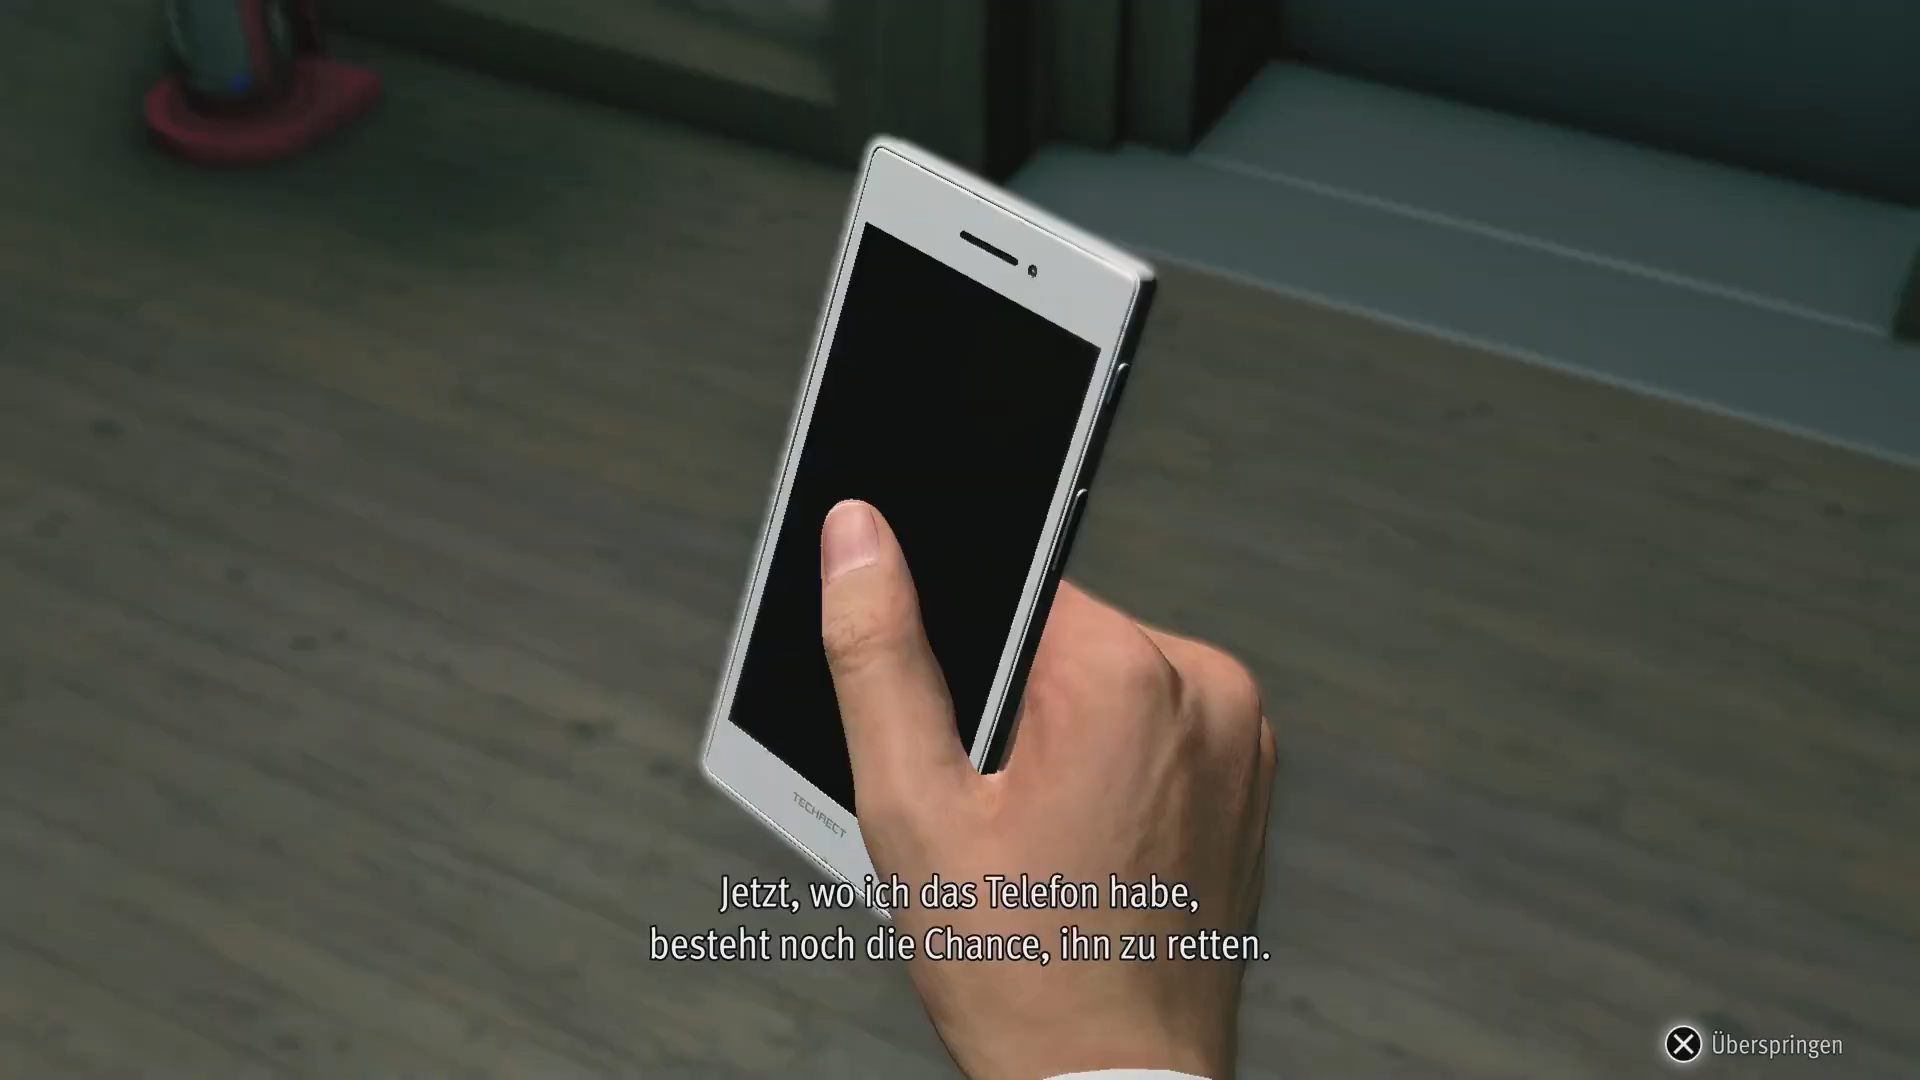 TECHRECT
Jetzt, wo ich das Telefon habe,
besteht noch die Chance, ihn zu retten.
Überspringen